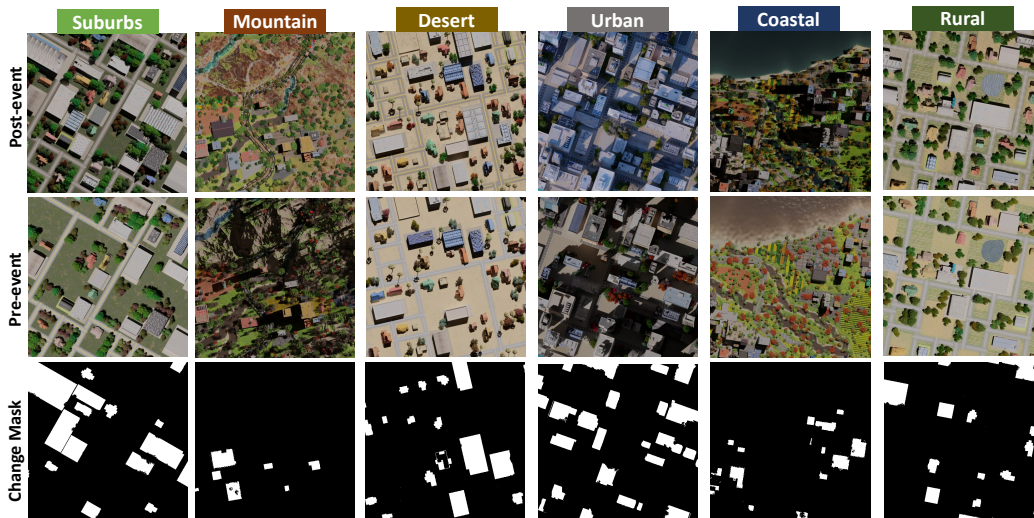 Suburbs
Mountain
Desert
Urban
Coastal
Rural
Post-event
Pre-event
Change Mask